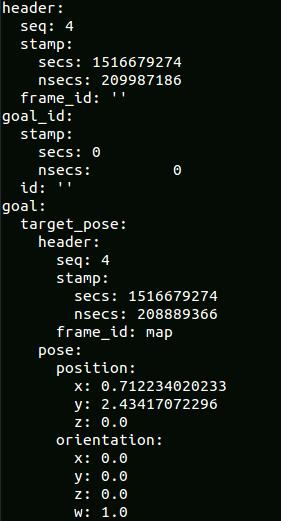 header:
  seq: 4
  stamp:
    secs: 1516679274
    nsecs: 209987186
  frame_id: ''
goal_id:
  stamp:
    secs: 0
    nsecs:         0
  id: ''
goal:
  target_pose:
    header:
      seq: 4
      stamp:
        secs: 1516679274
        nsecs: 208889366
      frame_id: map
    pose:
      position:
        x: 0.712234020233
        y: 2.43417072296
        z: 0.0
      orientation:
        x: 0.0
        y: 0.0
        z: 0.0
        w: 1.0